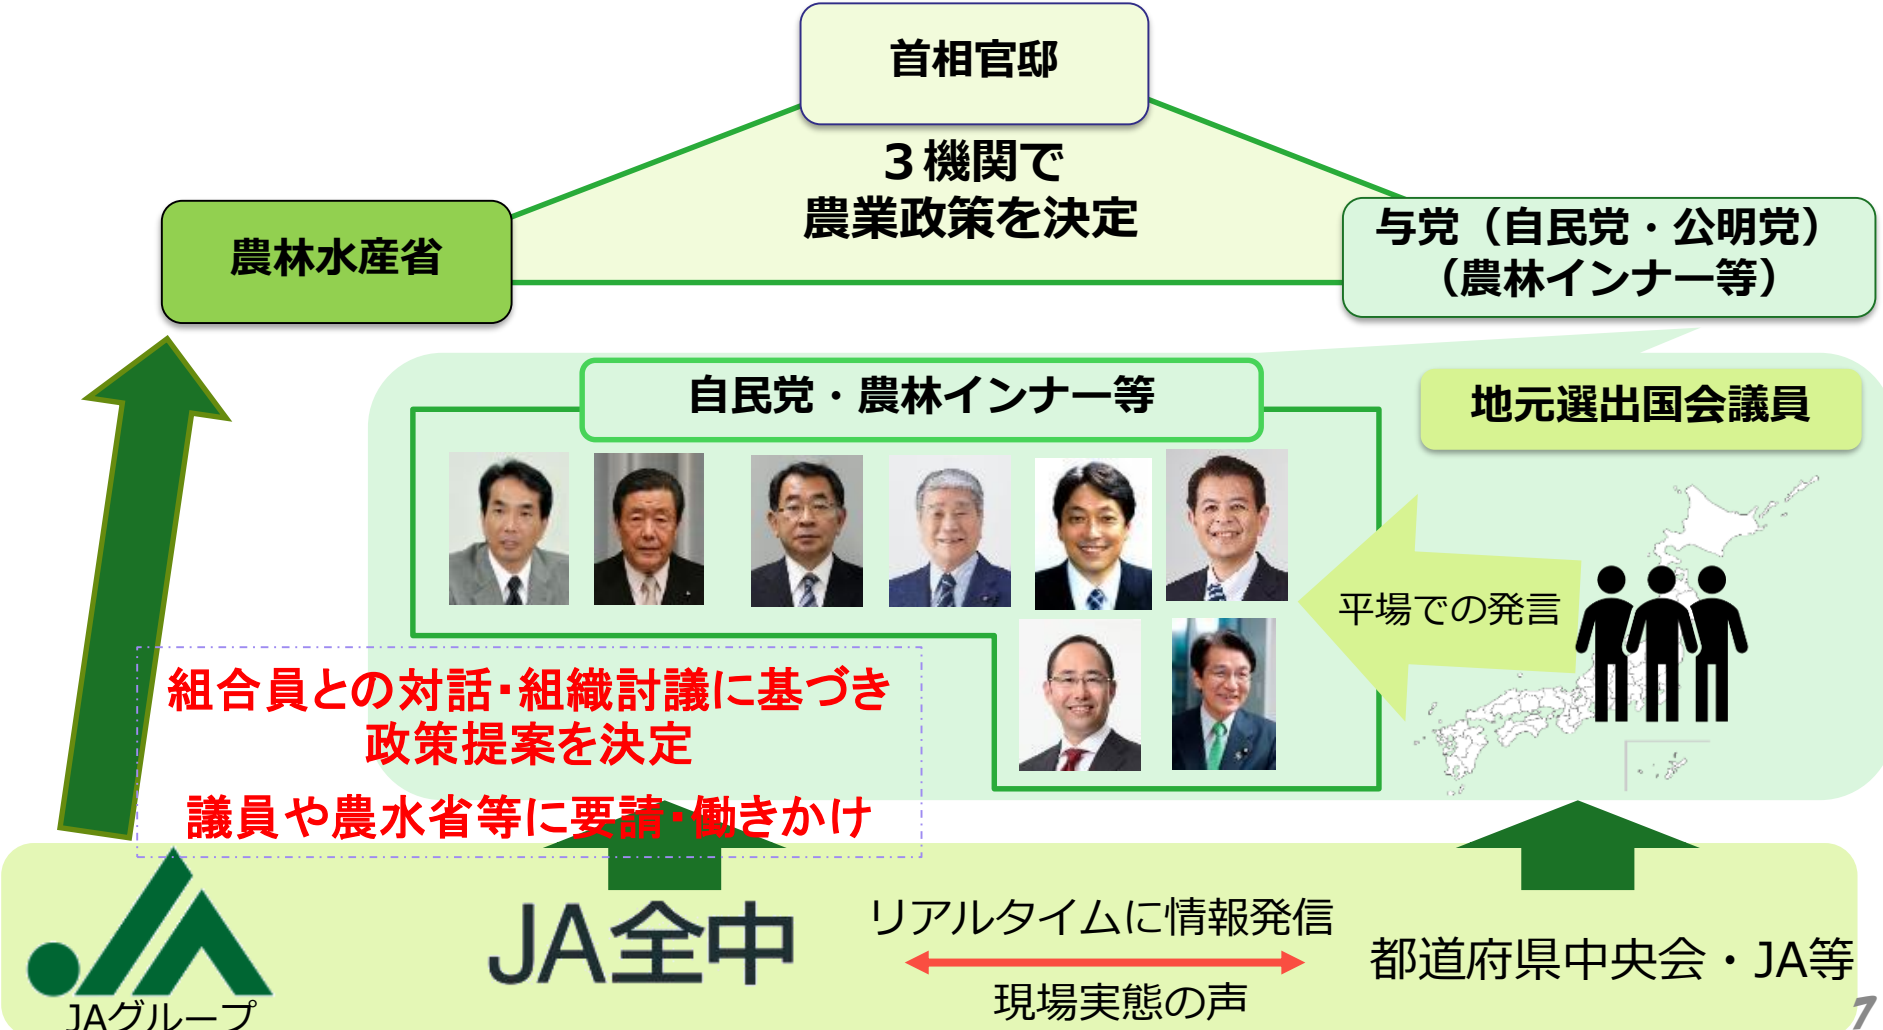 首相官邸
３機関で
農業政策を決定
農林水産省
与党（自民党・公明党）
（農林インナー等）
自民党・農林インナー等
地元選出国会議員
平場での発言
組合員との対話・組織討議に基づき
政策提案を決定
議員や農水省等に要請・働きかけ
JAグループ
JA全中
リアルタイムに情報発信
現場実態の声
都道府県中央会・JA等
7